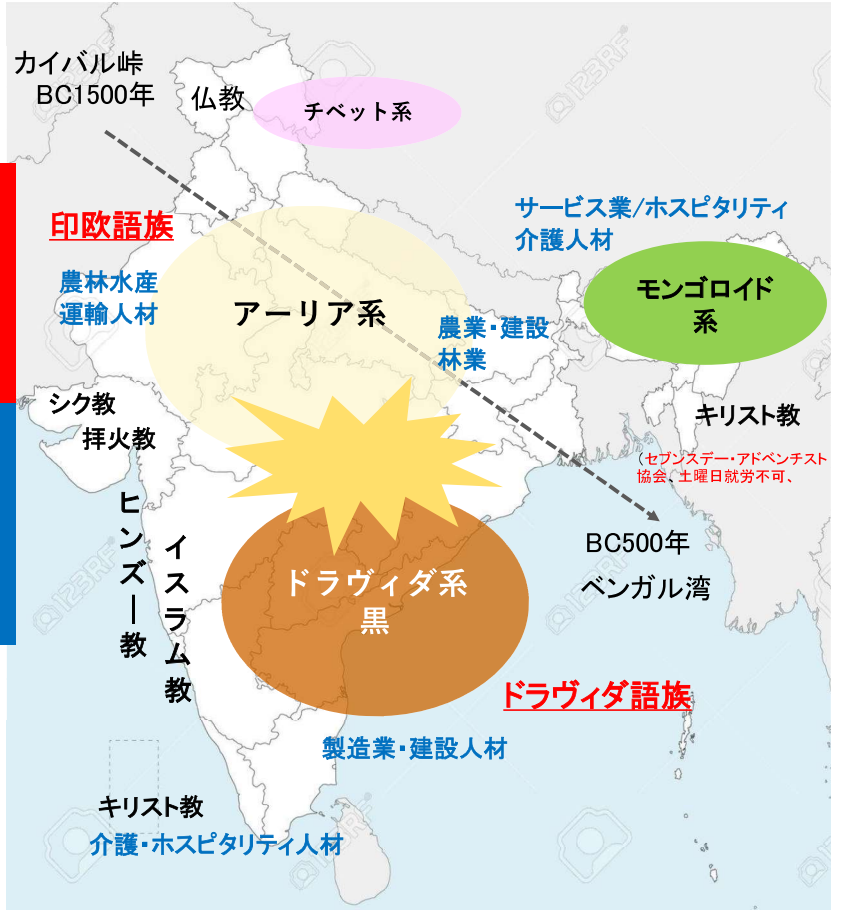 カイバル峠
BC1500年
仏教
チベット系
印欧語族
サービス業/ホスピタリティ
介護人材
農林水産
運輸人材
アーリア系
モンゴロイド
系
農業・建設
林業
シク教
拝火教
キリスト教
（セブンスデー・アドベンチスト
協会、土曜日就労不可、
ヒンズー教
イスラム教
BC500年
ベンガル湾
ドラヴィダ系
黒
ドラヴィダ語族
製造業・建設人材
キリスト教
介護・ホスピタリティ人材
123RF
123RF
123RF
123RF
123RF
123RF